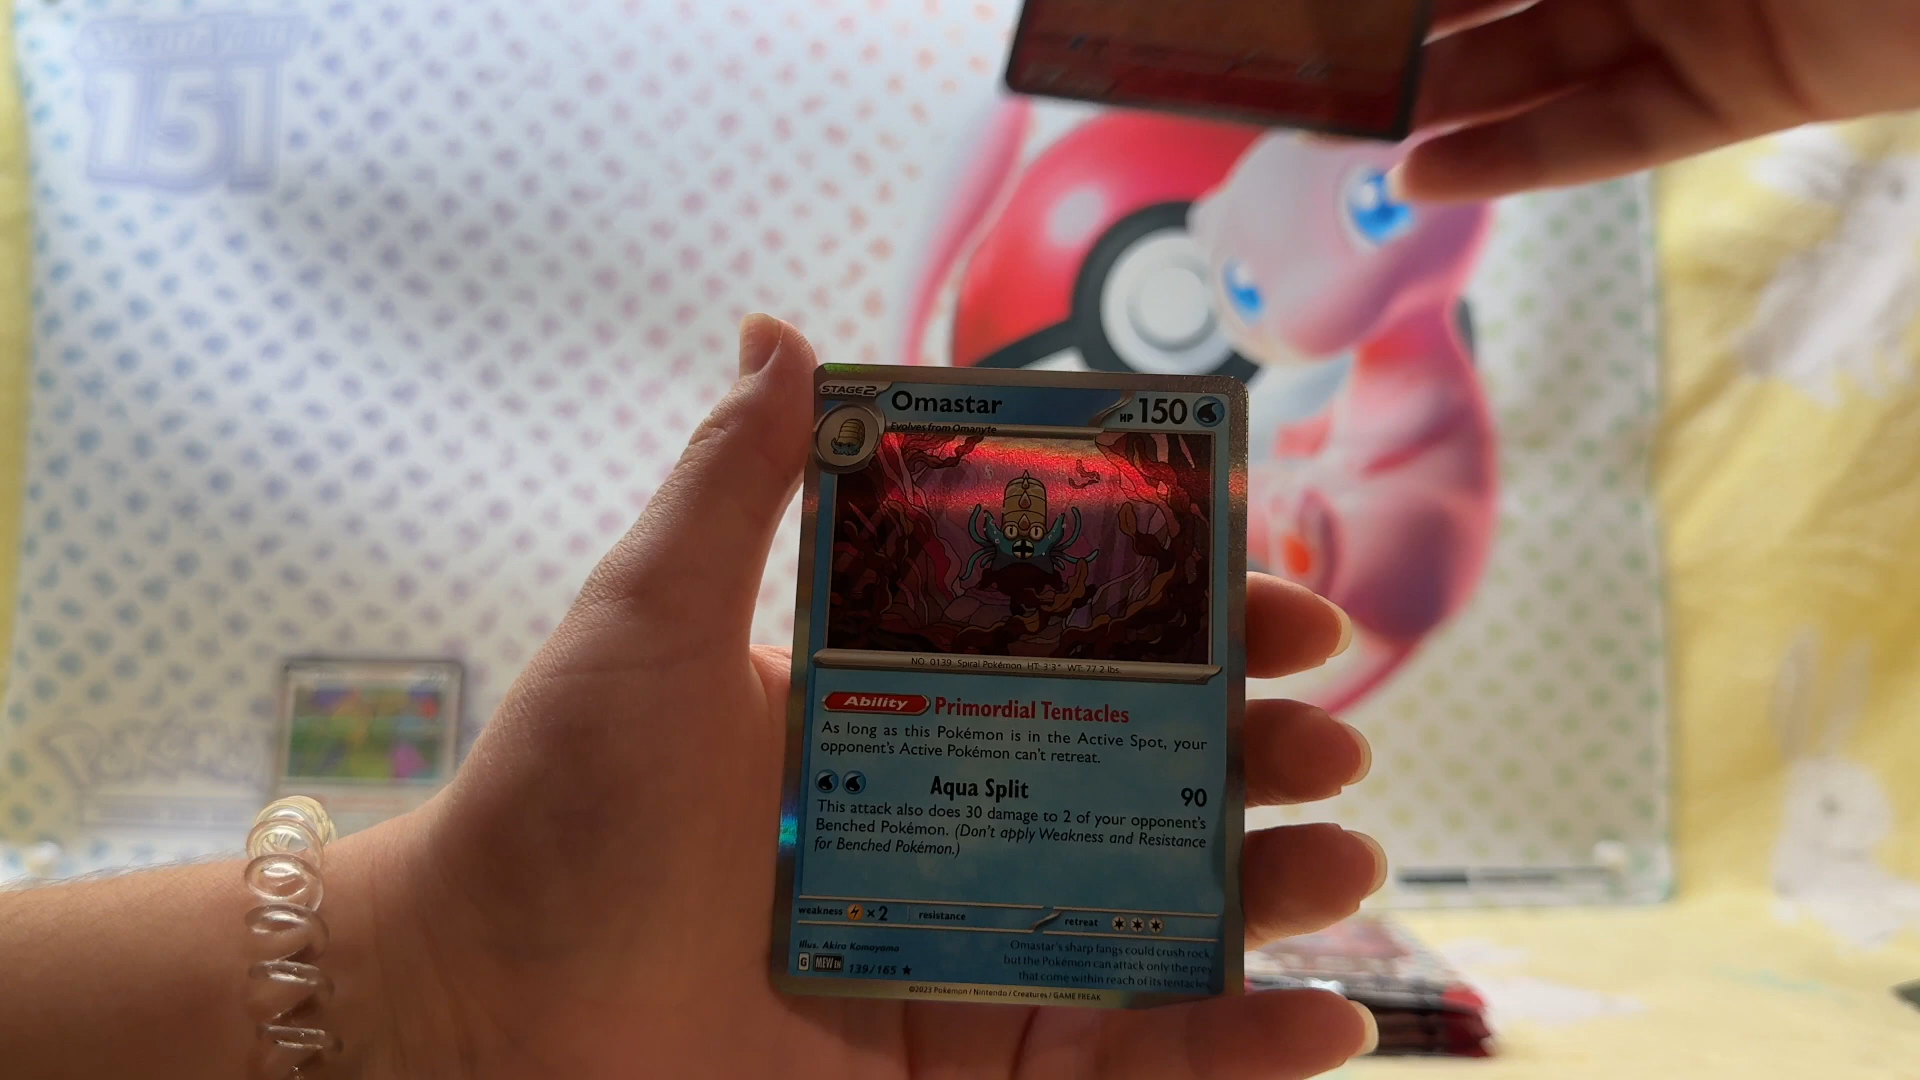 151
STAGE2
Omastar
HP 150
Evolves from Omanyte
NO. 0139 Spiral Pokémon HT: 3'3" WT: 77.2 lbs.
Ability Primordial Tentacles
As long as this Pokémon is in the Active Spot, your
opponent's Active Pokémon can't retreat.
Aqua Split 90
This attack also does 30 damage to 2 of your opponent's
Benched Pokémon. (Don't apply Weakness and Resistance
for Benched Pokémon.)
weakness ×2 resistance retreat
Illus. Akira Komayama
Omastar's sharp fangs could crush rock,
but the Pokémon can attack only the prey
that come within reach of its tentacles
G MEW EN 139/165
©2023 Pokémon / Nintendo / Creatures / GAME FREAK